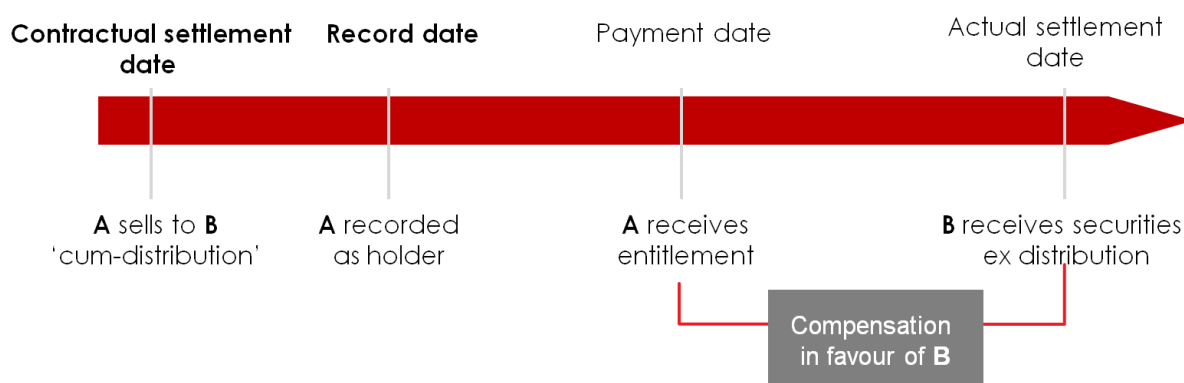 Contractual settlement
date
Record date
Payment date
Actual settlement
date
A sells to B
‘cum-distribution’
A recorded
as holder
A receives
entitlement
B receives securities
ex distribution
Compensation
in favour of B